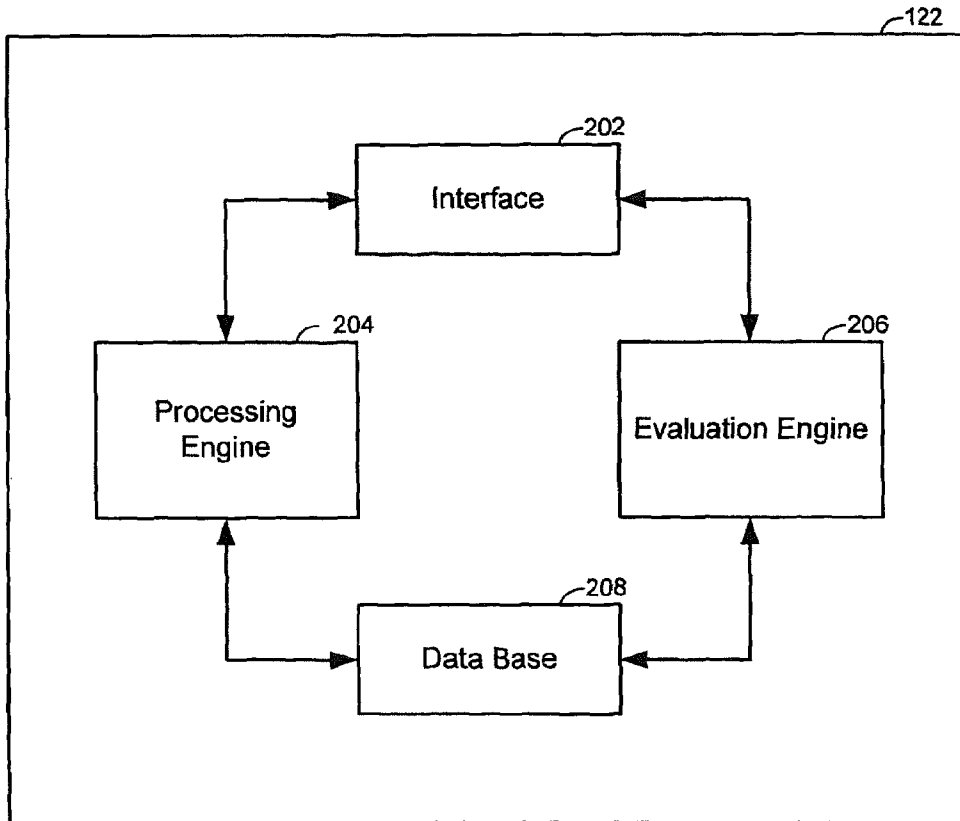 122
202
Interface
204
Processing
Engine
206
Evaluation Engine
208
Data Base